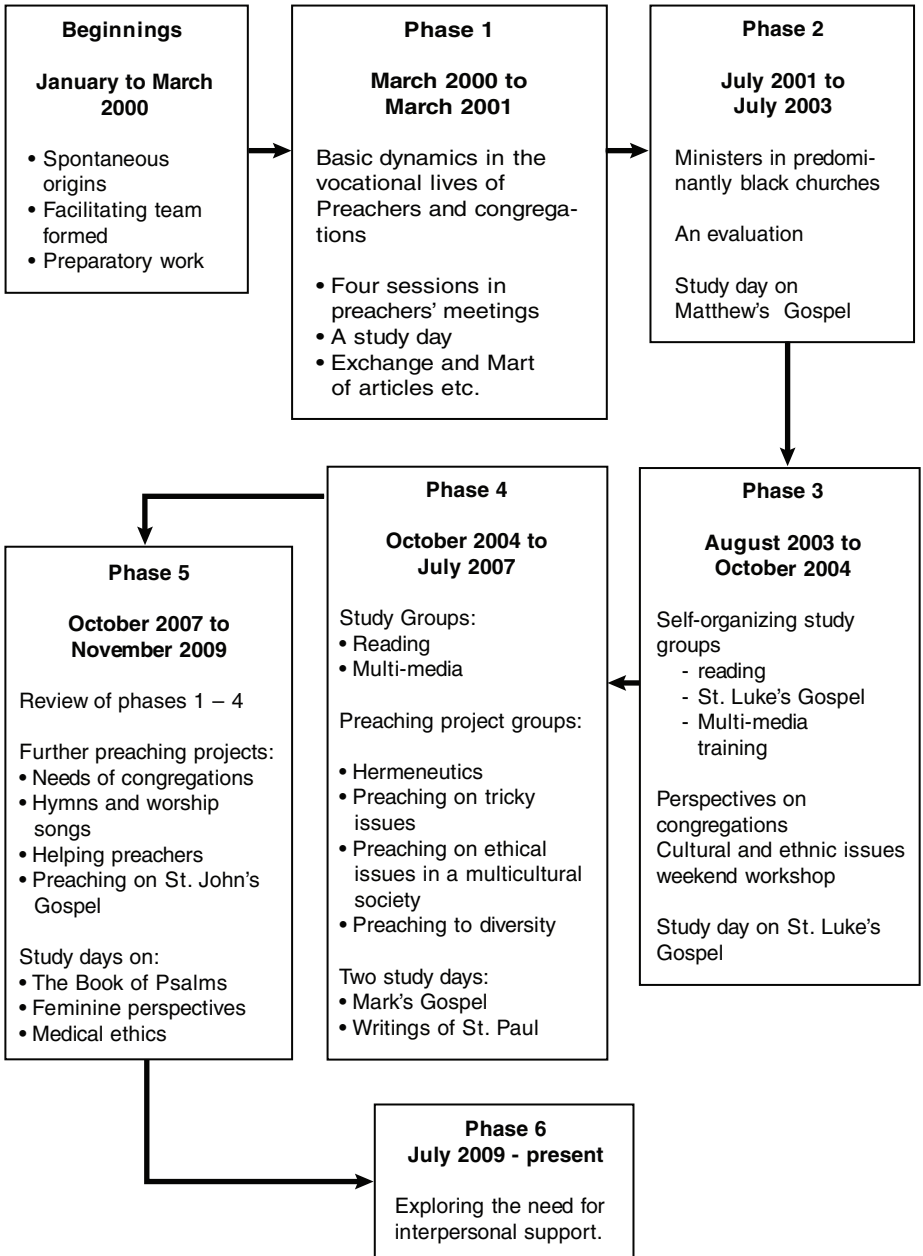 Beginnings
January to March
2000
• Spontaneous
origins
• Facilitating team
formed
• Preparatory work
Phase 1
March 2000 to
March 2001
Basic dynamics in the
vocational lives of
Preachers and congrega-
tions
• Four sessions in
preachers' meetings
• A study day
• Exchange and Mart
of articles etc.
Phase 2
July 2001 to
July 2003
Ministers in predomi-
nantly black churches
An evaluation
Study day on
Matthew's Gospel
Phase 3
August 2003 to
October 2004
Self-organizing study
groups
- reading
- St. Luke's Gospel
- Multi-media
training
Perspectives on
congregations
Cultural and ethnic issues
weekend workshop
Study day on St. Luke's
Gospel
Phase 4
October 2004 to
July 2007
Study Groups:
• Reading
• Multi-media
Preaching project groups:
• Hermeneutics
• Preaching on tricky
issues
• Preaching on ethical
issues in a multicultural
society
• Preaching to diversity
Two study days:
• Mark's Gospel
• Writings of St. Paul
Phase 5
October 2007 to
November 2009
Review of phases 1 – 4
Further preaching projects:
• Needs of congregations
• Hymns and worship
songs
• Helping preachers
• Preaching on St. John's
Gospel
Study days on:
• The Book of Psalms
• Feminine perspectives
• Medical ethics
Phase 6
July 2009 - present
Exploring the need for
interpersonal support.